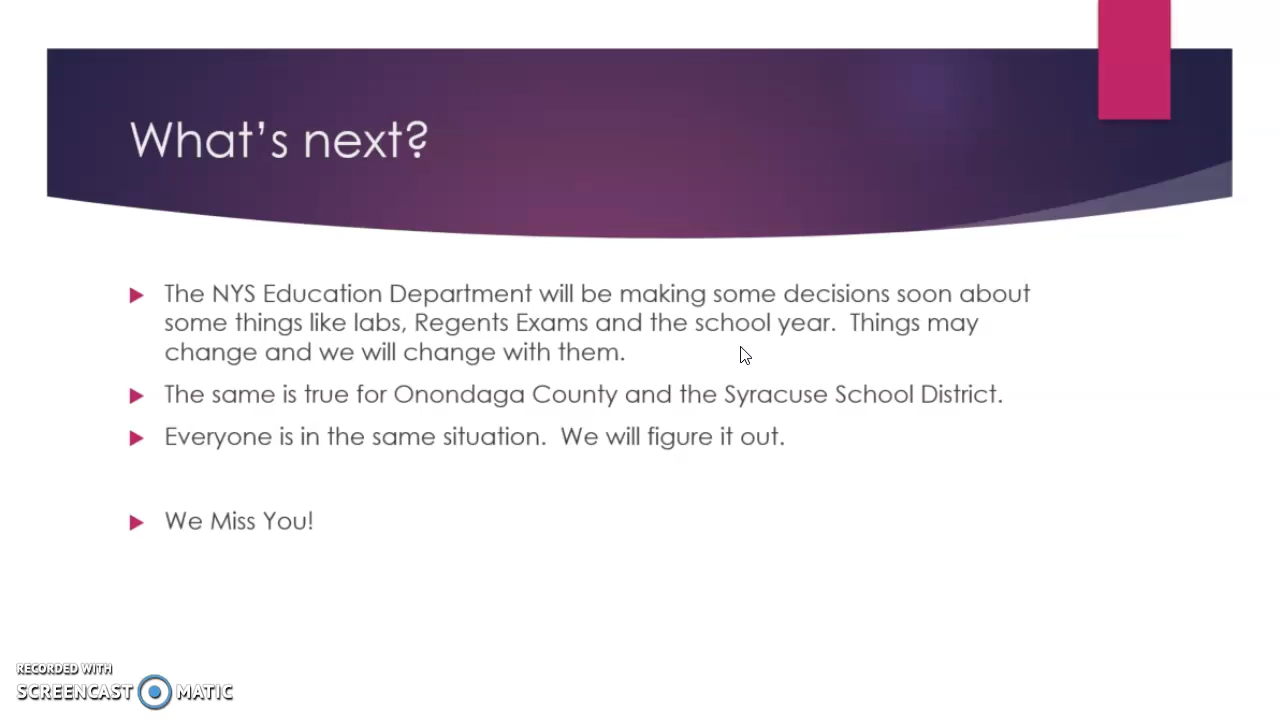 What's next?
The NYS Education Department will be making some decisions soon about
some things like labs, Regents Exams and the school year.  Things may
change and we will change with them.
The same is true for Onondaga County and the Syracuse School District.
Everyone is in the same situation.  We will figure it out.
We Miss You!
RECORDED WITH
SCREENCAST MATIC